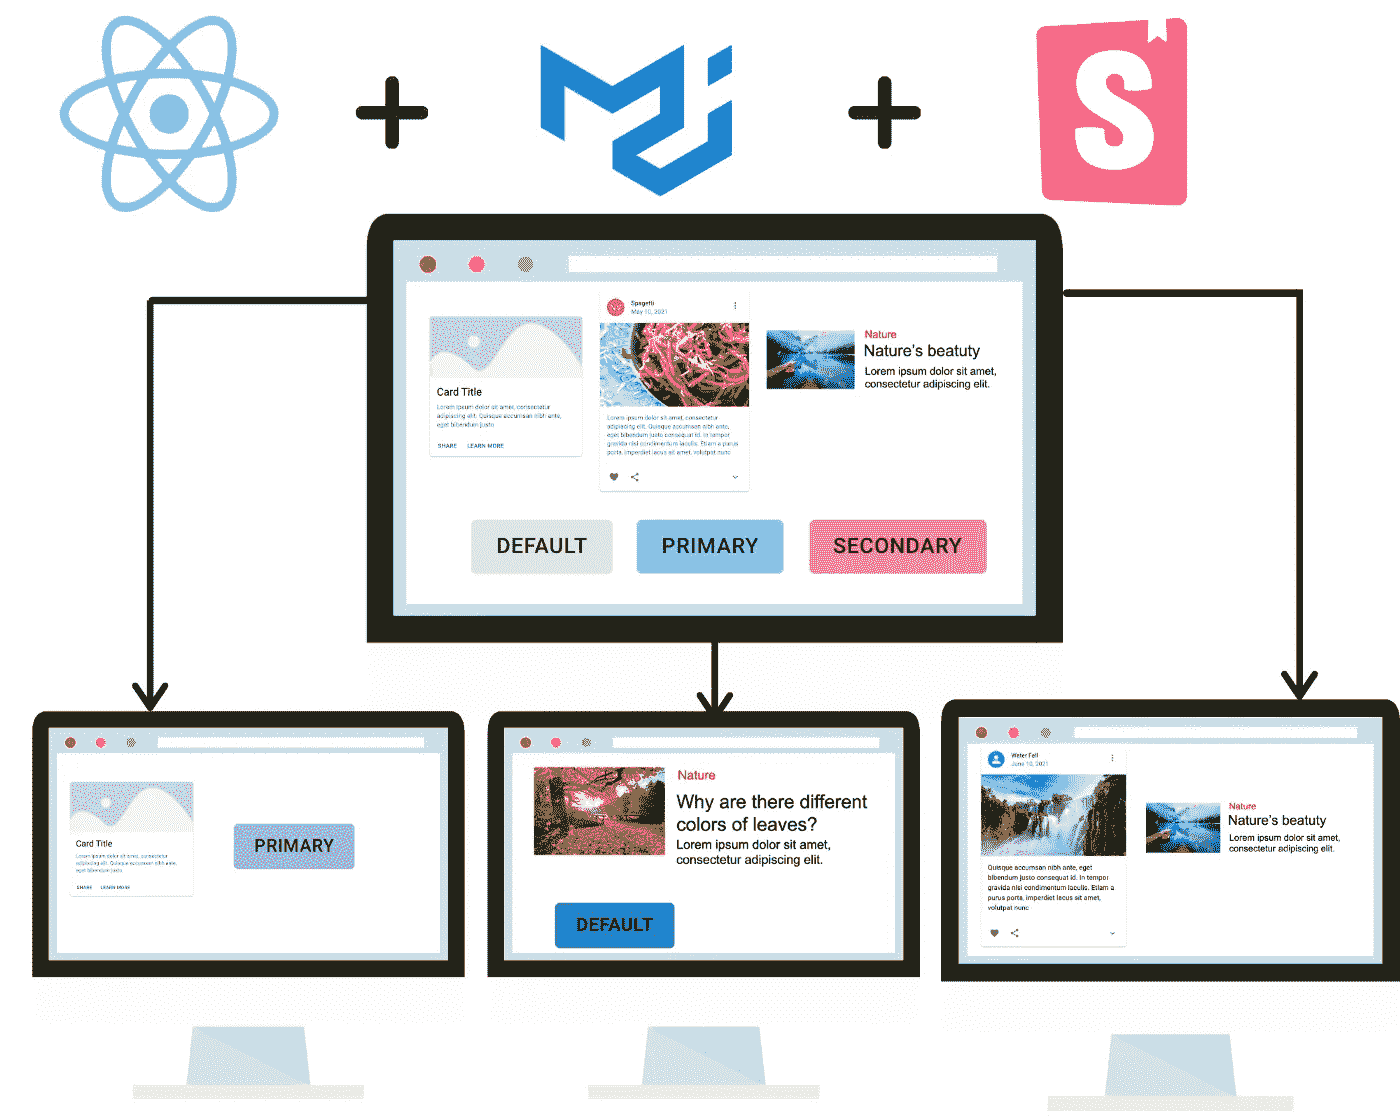 S
Spagetti
May 10, 2021
Card Title
Lorem ipsum dolor sit amet, consectetur
adipiscing elit. Quisque accumsan nibh ante,
eget bibendum justo
SHARE LEARN MORE
Lorem ipsum dolor sit amet, consectetur
adipiscing elit. Quisque accumsan nibh ante,
eget bibendum justo consequat id. In tempor
gravida nisi condimentum iaculis. Etiam a purus
porta, imperdiet lacus sit amet, volutpat nunc
Nature
Nature's beatuty
Lorem ipsum dolor sit amet,
consectetur adipiscing elit.
DEFAULT
PRIMARY
SECONDARY
Card Title
Lorem ipsum dolor sit amet, consectetur
adipiscing elit. Quisque accumsan nibh ante,
eget bibendum justo
SHARE LEARN MORE
PRIMARY
Nature
Why are there different
colors of leaves?
Lorem ipsum dolor sit amet,
consectetur adipiscing elit.
DEFAULT
Water Fall
June 10, 2021
Quisque accumsan nibh ante, eget
bibendum justo consequat id. In tempor
gravida nisi condimentum iaculis. Etiam a
purus porta, imperdiet lacus sit amet,
volutpat nunc
Nature
Nature's beatuty
Lorem ipsum dolor sit amet,
consectetur adipiscing elit.